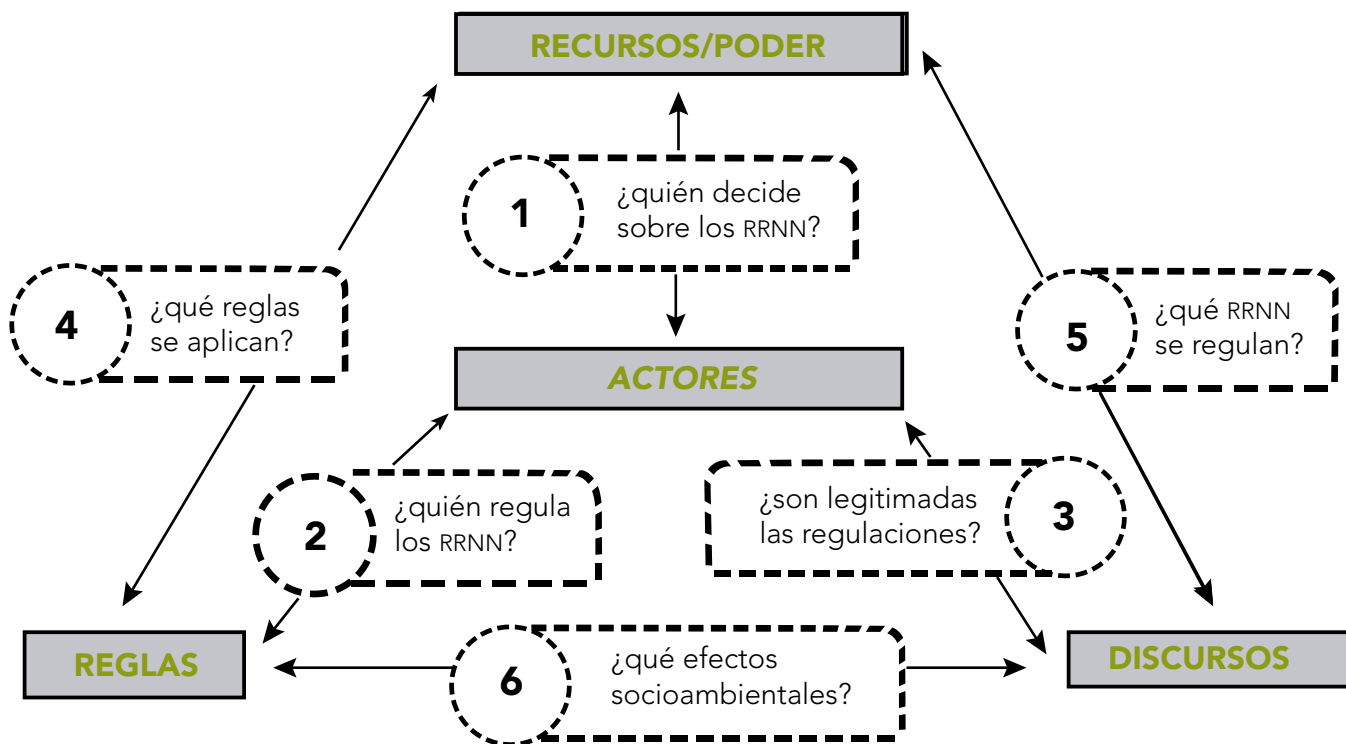 RECURSOS/PODER
1
¿quién decide
sobre los RRNN?
4
¿qué reglas
se aplican?
5
¿qué RRNN
se regulan?
ACTORES
2
¿quién regula
los RRNN?
¿son legitimadas
las regulaciones?
3
REGLAS
6
¿qué efectos
socioambientales?
DISCURSOS